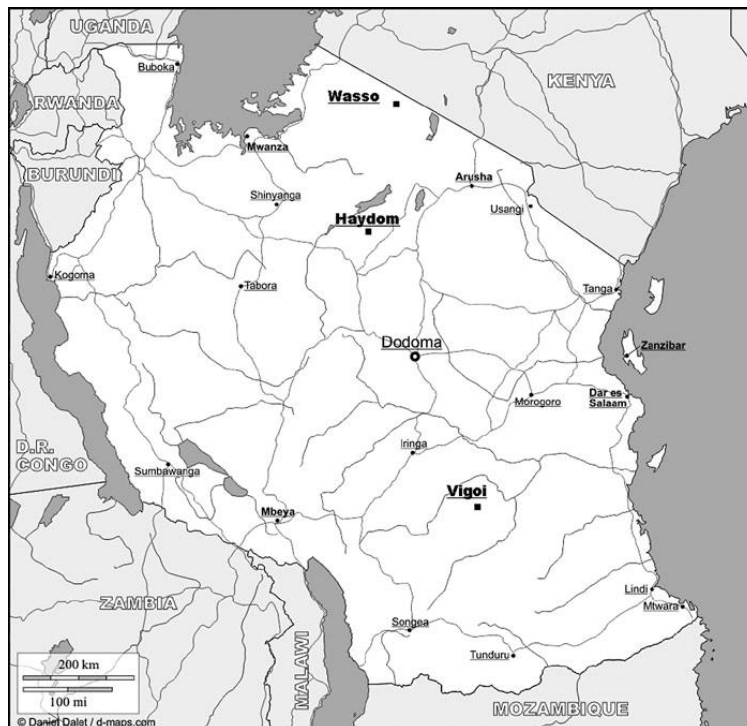 UGANDA
Buboka
KENYA
RWANDA
Wasso
Mwanza
BURUNDI
Arusha
Shinyanga
Usangi
Haydom
Kogoma
Tabora
Tanga
Dodoma
Zanzibar
Morogoro
Dar es
Salaam
D.R.
CONGO
Iringa
Sumbawanga
Vigoi
Mbeya
Lindi
ZAMBIA
Mtwara
Songea
MALAWI
Tunduru
200 km
100 mi
MOZAMBIQUE
© Daniel Dalet / d-maps.com